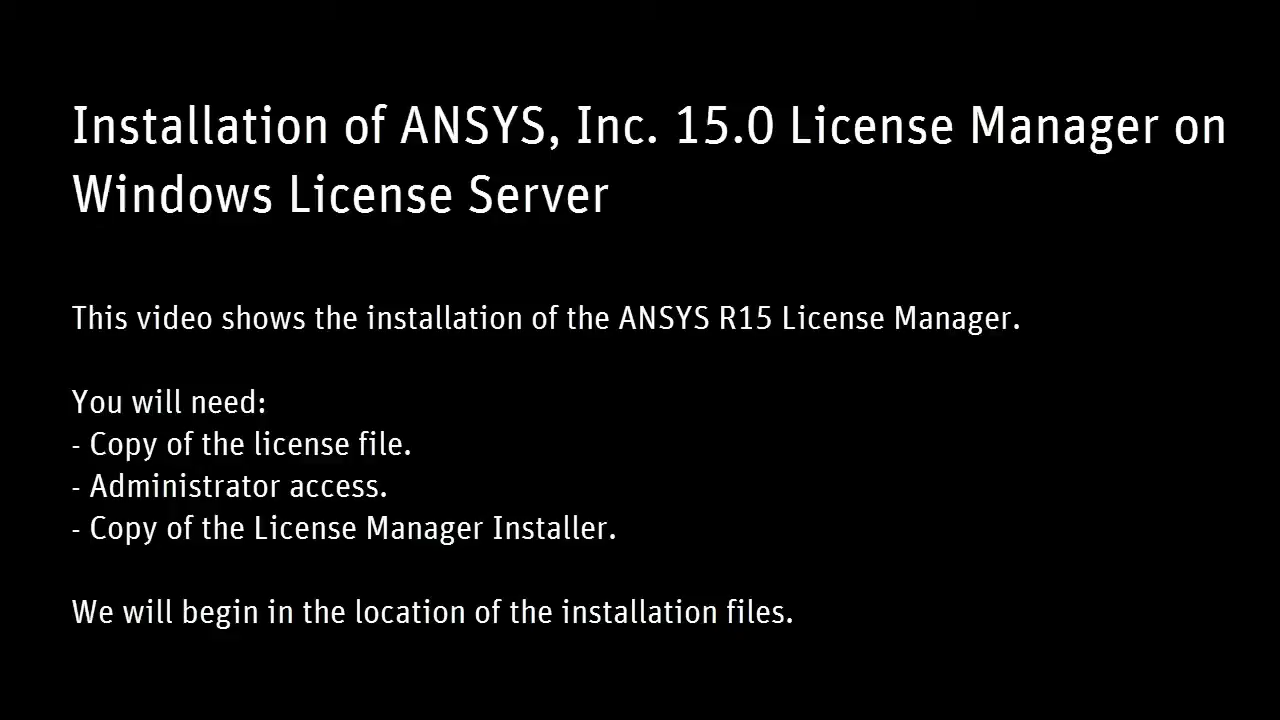 Installation of ANSYS, Inc. 15.0 License Manager on
Windows License Server
This video shows the installation of the ANSYS R15 License Manager.
You will need:
- Copy of the license file.
- Administrator access.
- Copy of the License Manager Installer.
We will begin in the location of the installation files.